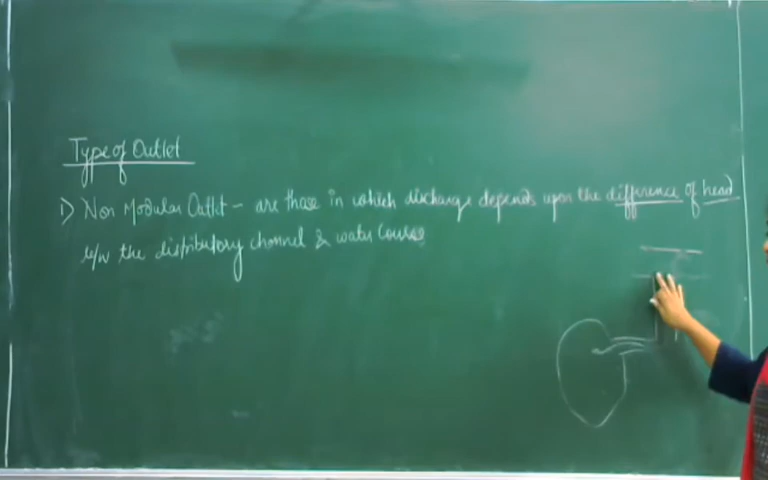 Type of Outlet
1) Non Modular Outlet - are those in which discharge depends upon the difference of head
b/w the distributory channel & water course